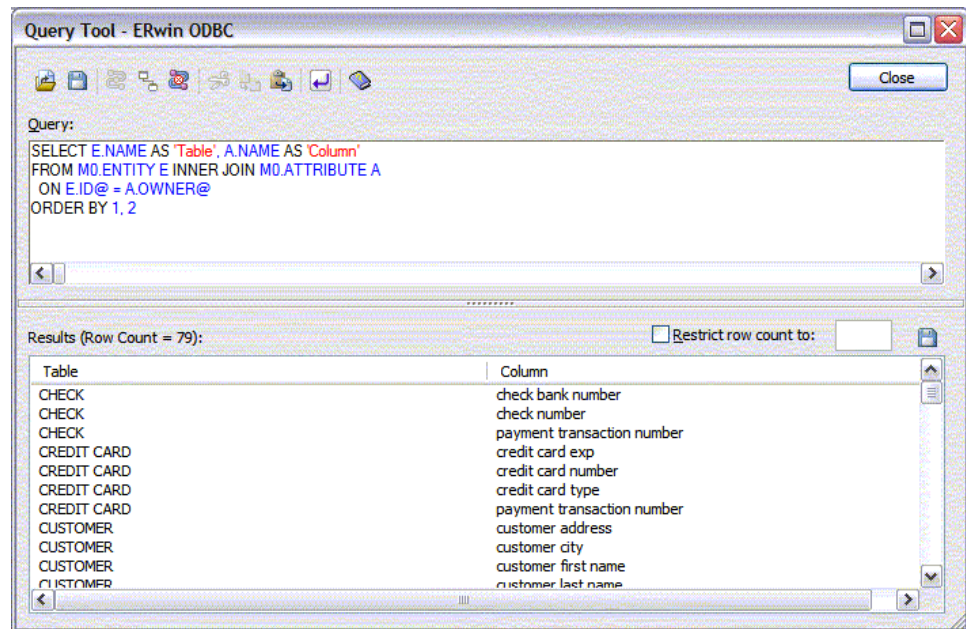 Query Tool - ERwin ODBC
Close
Query:
SELECT E.NAME AS 'Table', A.NAME AS 'Column'
FROM M0.ENTITY E INNER JOIN M0.ATTRIBUTE A
ON E.ID@ = A.OWNER@
ORDER BY 1, 2
Results (Row Count = 79):
Restrict row count to:
Table Column
CHECK check bank number
CHECK check number
CHECK payment transaction number
CREDIT CARD credit card exp
CREDIT CARD credit card number
CREDIT CARD credit card type
CREDIT CARD payment transaction number
CUSTOMER customer address
CUSTOMER customer city
CUSTOMER customer first name
CUSTOMER customer last name